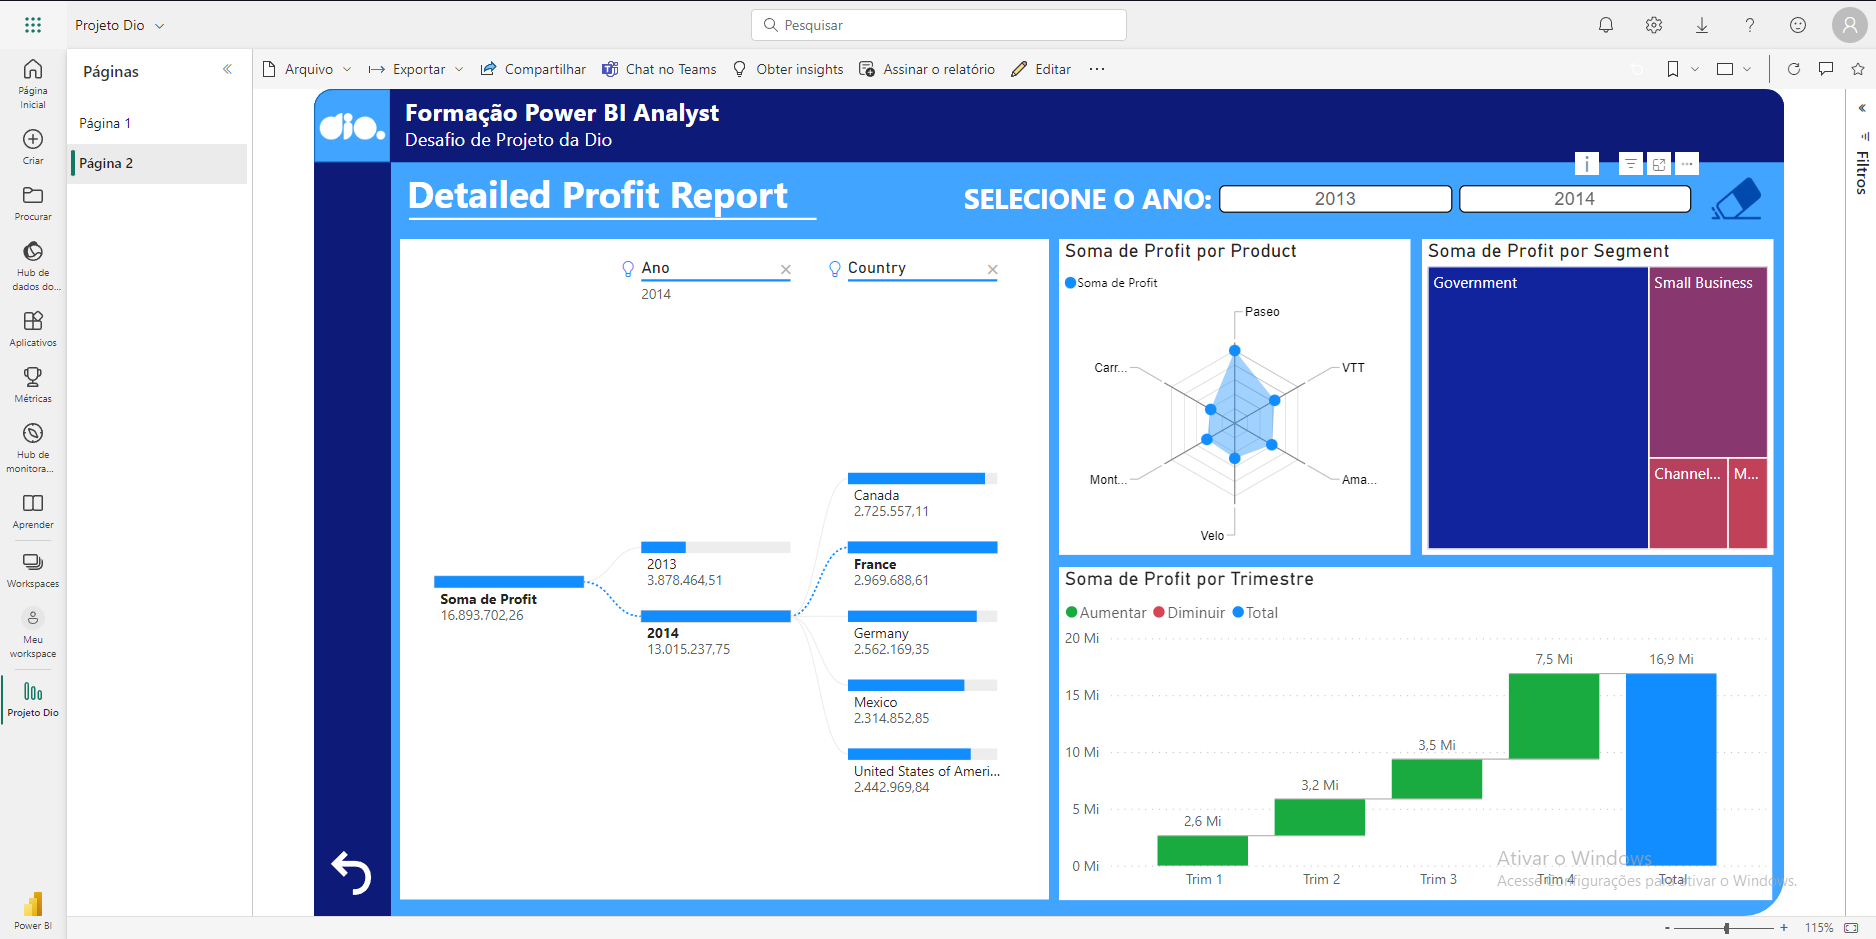 Projeto Dio
Pesquisar
Página Inicial
Criar
Procurar
Hub de dados do...
Aplicativos
Métricas
Hub de monitora...
Aprender
Workspaces
Meu workspace
Projeto Dio
Power BI
Páginas
Página 1
Página 2
Arquivo
Exportar
Compartilhar
Chat no Teams
Obter insights
Assinar o relatório
Editar
dio.
Formação Power BI Analyst
Desafio de Projeto da Dio
Detailed Profit Report
SELECIONE O ANO:
2013
2014
Filtros
Ano
2014
Country
Soma de Profit
16.893.702,26
2013
3.878.464,51
2014
13.015.237,75
Canada
2.725.557,11
France
2.969.688,61
Germany
2.562.169,35
Mexico
2.314.852,85
United States of Ameri...
2.442.969,84
Soma de Profit por Product
Soma de Profit
Paseo
VTT
Ama...
Velo
Mont...
Carr...
Soma de Profit por Segment
Government
Small Business
Channel...
M...
Soma de Profit por Trimestre
Aumentar
Diminuir
Total
20 Mi
15 Mi
10 Mi
5 Mi
0 Mi
2,6 Mi
3,2 Mi
3,5 Mi
7,5 Mi
16,9 Mi
Trim 1
Trim 2
Trim 3
Trim 4
Total
Ativar o Windows
Acesse Configurações para ativar o Windows.
115%